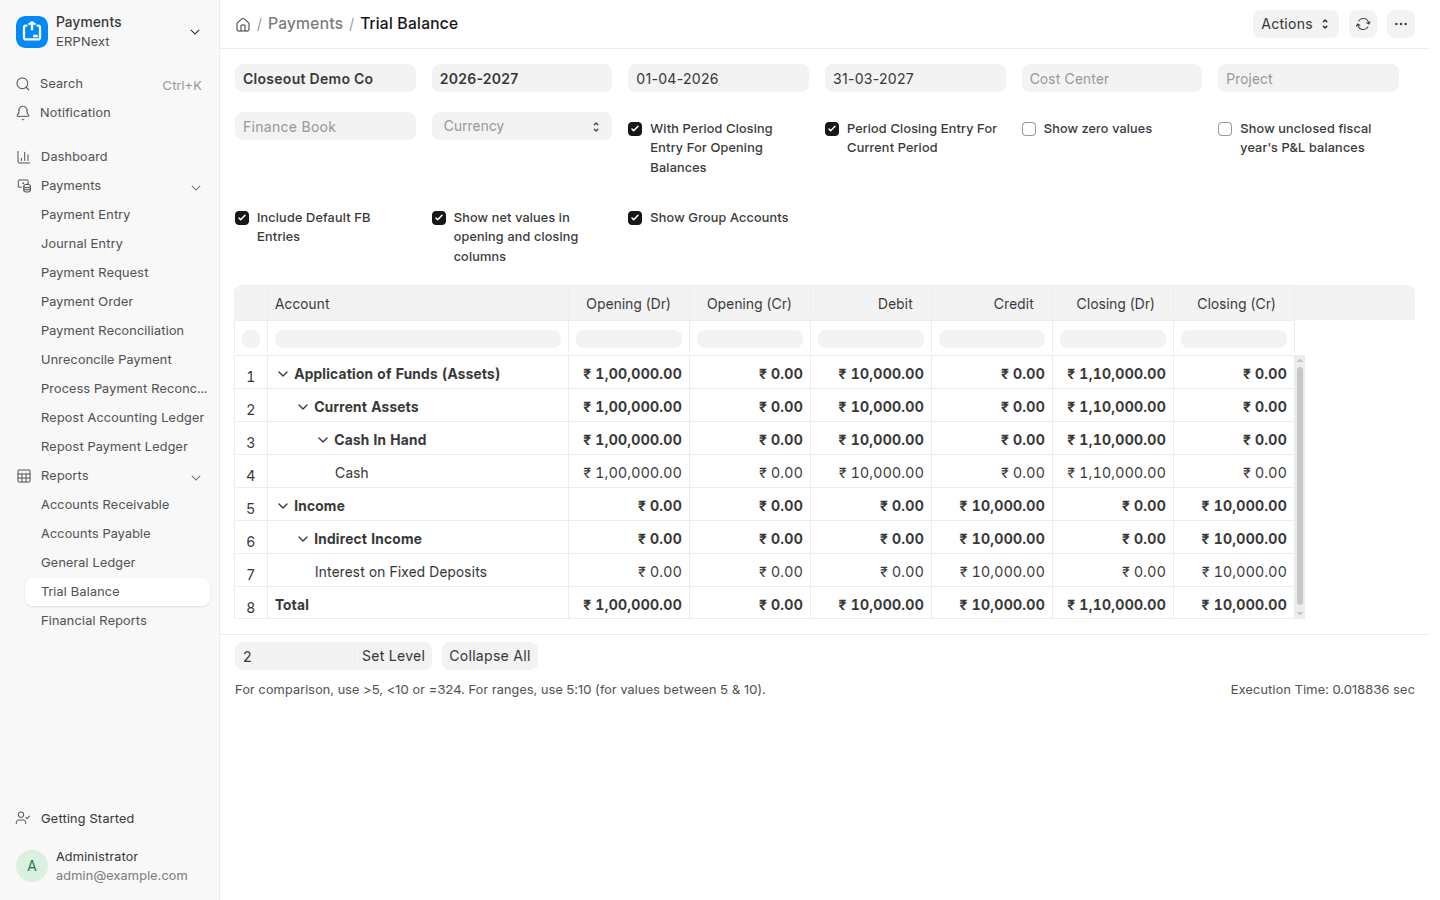 Payments
ERPNext
Search Ctrl+K
Notification
Dashboard
Payments
Payment Entry
Journal Entry
Payment Request
Payment Order
Payment Reconciliation
Unreconcile Payment
Process Payment Reconc...
Repost Accounting Ledger
Repost Payment Ledger
Reports
Accounts Receivable
Accounts Payable
General Ledger
Trial Balance
Financial Reports
Getting Started
A
Administrator
admin@example.com
/ Payments / Trial Balance
Actions
Closeout Demo Co 2026-2027 01-04-2026 31-03-2027 Cost Center Project
Finance Book Currency
With Period Closing
Entry For Opening
Balances
Period Closing Entry For
Current Period
Show zero values
Show unclosed fiscal
year's P&L balances
Include Default FB
Entries
Show net values in
opening and closing
columns
Show Group Accounts
Account Opening (Dr) Opening (Cr) Debit Credit Closing (Dr) Closing (Cr)
1 Application of Funds (Assets) ₹ 1,00,000.00 ₹ 0.00 ₹ 10,000.00 ₹ 0.00 ₹ 1,10,000.00 ₹ 0.00
2 Current Assets ₹ 1,00,000.00 ₹ 0.00 ₹ 10,000.00 ₹ 0.00 ₹ 1,10,000.00 ₹ 0.00
3 Cash In Hand ₹ 1,00,000.00 ₹ 0.00 ₹ 10,000.00 ₹ 0.00 ₹ 1,10,000.00 ₹ 0.00
4 Cash ₹ 1,00,000.00 ₹ 0.00 ₹ 10,000.00 ₹ 0.00 ₹ 1,10,000.00 ₹ 0.00
5 Income ₹ 0.00 ₹ 0.00 ₹ 0.00 ₹ 10,000.00 ₹ 0.00 ₹ 10,000.00
6 Indirect Income ₹ 0.00 ₹ 0.00 ₹ 0.00 ₹ 10,000.00 ₹ 0.00 ₹ 10,000.00
7 Interest on Fixed Deposits ₹ 0.00 ₹ 0.00 ₹ 0.00 ₹ 10,000.00 ₹ 0.00 ₹ 10,000.00
8 Total ₹ 1,00,000.00 ₹ 0.00 ₹ 10,000.00 ₹ 10,000.00 ₹ 1,10,000.00 ₹ 10,000.00
2 Set Level Collapse All
For comparison, use >5, <10 or =324. For ranges, use 5:10 (for values between 5 & 10). Execution Time: 0.018836 sec